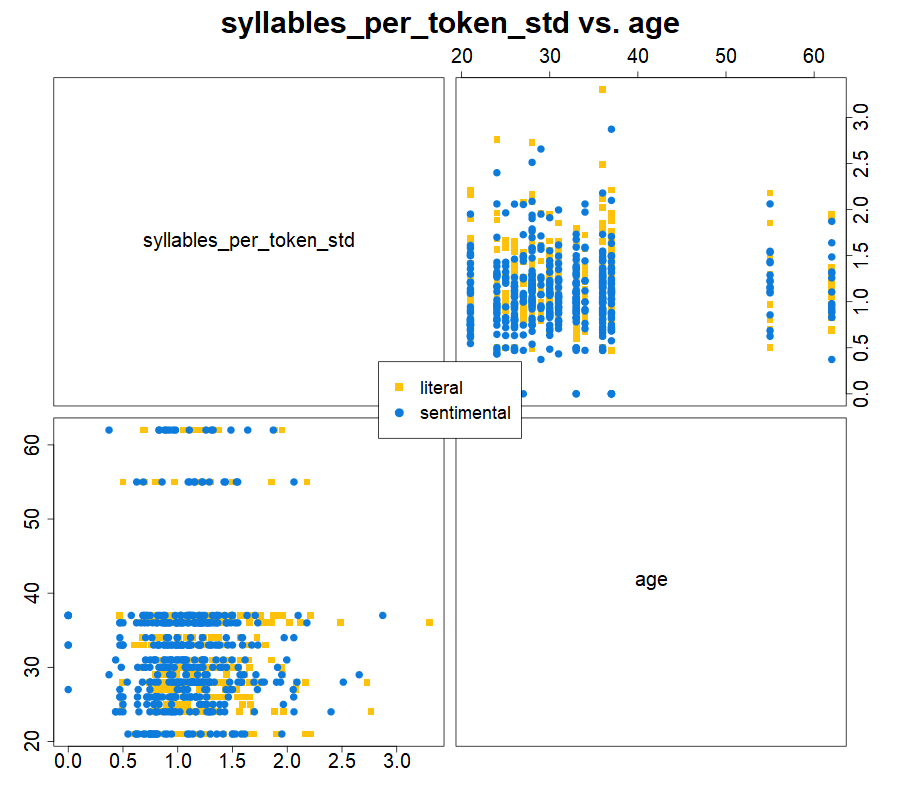 syllables_per_token_std vs. age
20 30 40 50 60
syllables_per_token_std
0.0 0.5 1.0 1.5 2.0 2.5 3.0
literal
sentimental
20 30 40 50 60
age
0.0 0.5 1.0 1.5 2.0 2.5 3.0